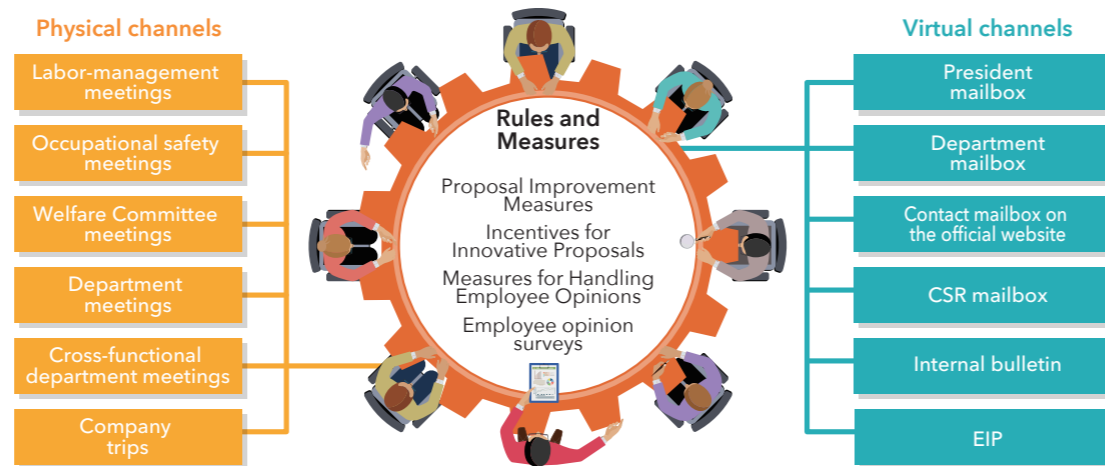 Physical channels
Labor-management
meetings
Occupational safety
meetings
Welfare Committee
meetings
Department
meetings
Cross-functional
department meetings
Company
trips
Rules and
Measures
Proposal Improvement
Measures
Incentives for
Innovative Proposals
Measures for Handling
Employee Opinions
Employee opinion
surveys
Virtual channels
President
mailbox
Department
mailbox
Contact mailbox on
the official website
CSR mailbox
Internal bulletin
EIP